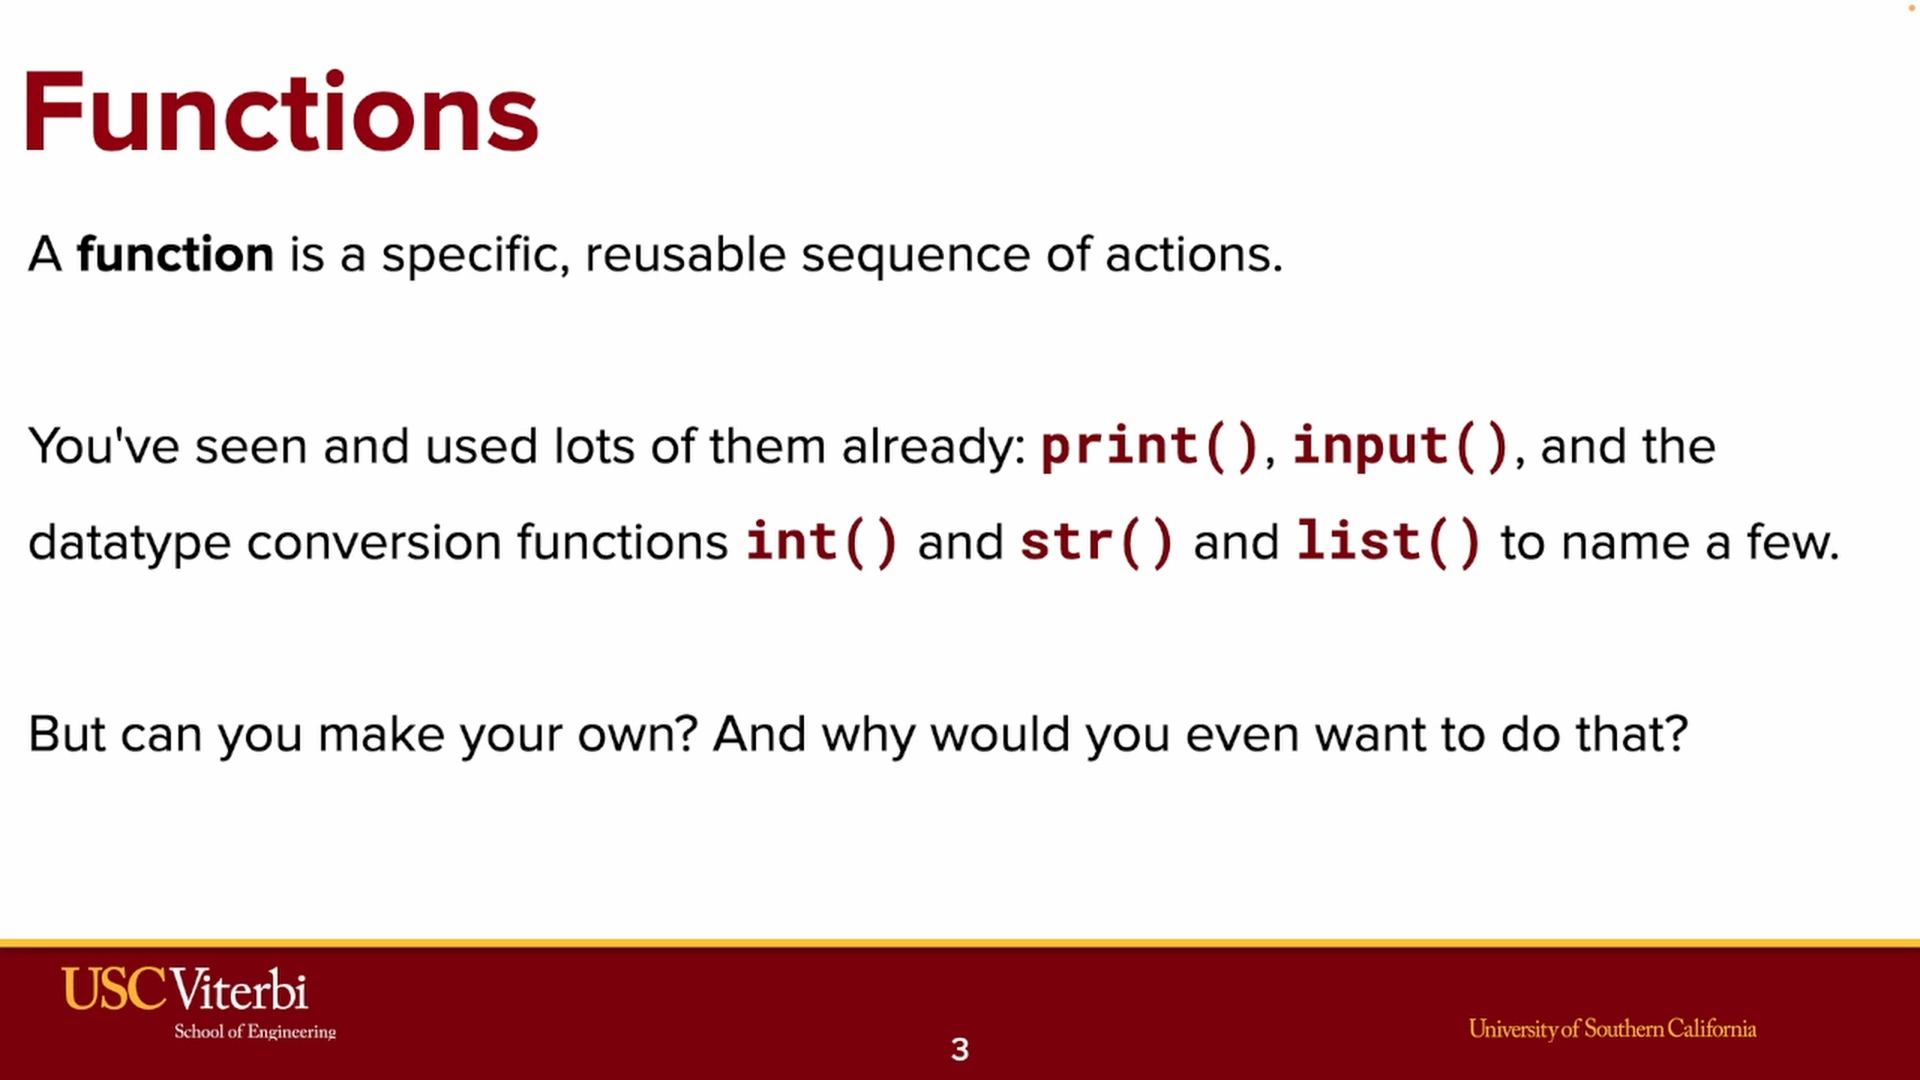 Functions
A function is a specific, reusable sequence of actions.
You've seen and used lots of them already: print(), input(), and the
datatype conversion functions int() and str() and list() to name a few.
But can you make your own? And why would you even want to do that?
USC Viterbi
School of Engineering
3
University of Southern California